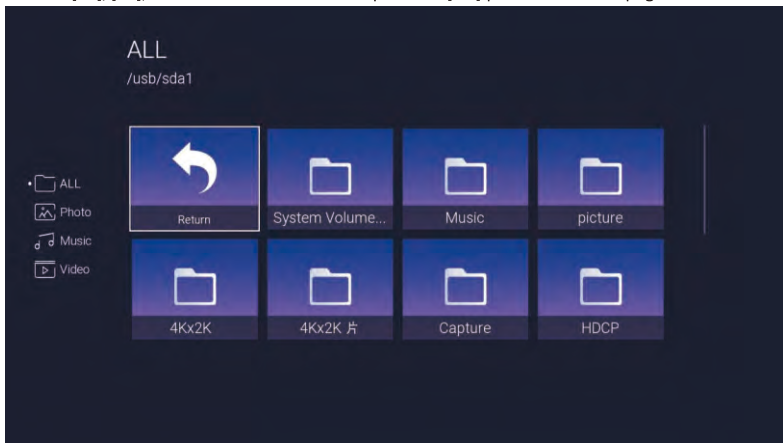 ALL
/usb/sda1
ALL
Photo
Music
Video
Return
System Volume...
Music
picture
4Kx2K
4Kx2K 片
Capture
HDCP